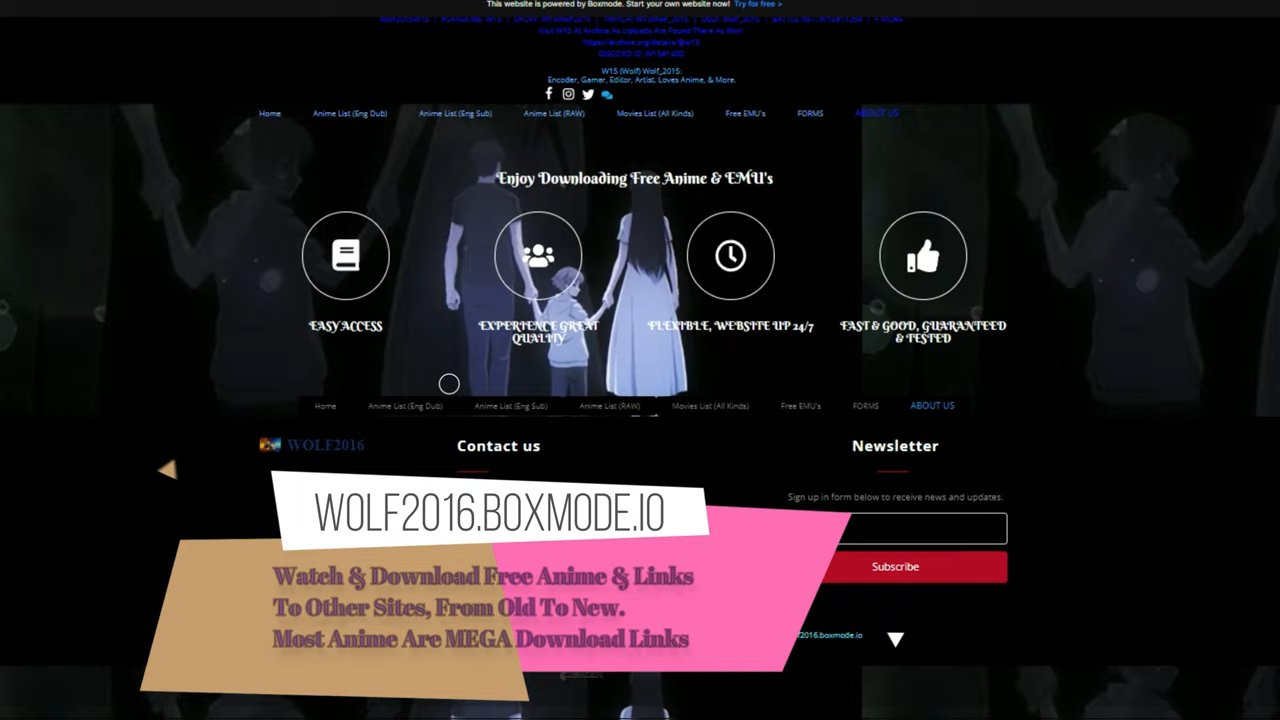 This website is powered by Boxmode. Start your own website now! Try for free >
Visit W15 At Archive As Uploads Are Found There As Well.
https://archive.org/details/@w15
W15 (Wolf) Wolf_2015:
Encoder, Gamer, Editor, Artist, Loves Anime, & More.
Home Anime List (Eng Dub) Anime List (Eng Sub) Anime List (RAW) Movies List (All Kinds) Free EMU's FORMS ABOUT US
Enjoy Downloading Free Anime & EMU's
EASY ACCESS
EXPERIENCE GREAT
QUALITY
FLEXIBLE, WEBSITE UP 24/7
FAST & GOOD, GUARANTEED
& TESTED
Home Anime List (Eng Dub) Anime List (Eng Sub) Anime List (RAW) Movies List (All Kinds) Free EMU's FORMS ABOUT US
WOLF2016
Contact us
Newsletter
Sign up in form below to receive news and updates.
Subscribe
WOLF2016.BOXMODE.IO
Watch & Download Free Anime & Links
To Other Sites, From Old To New.
Most Anime Are MEGA Download Links
2016.boxmode.io